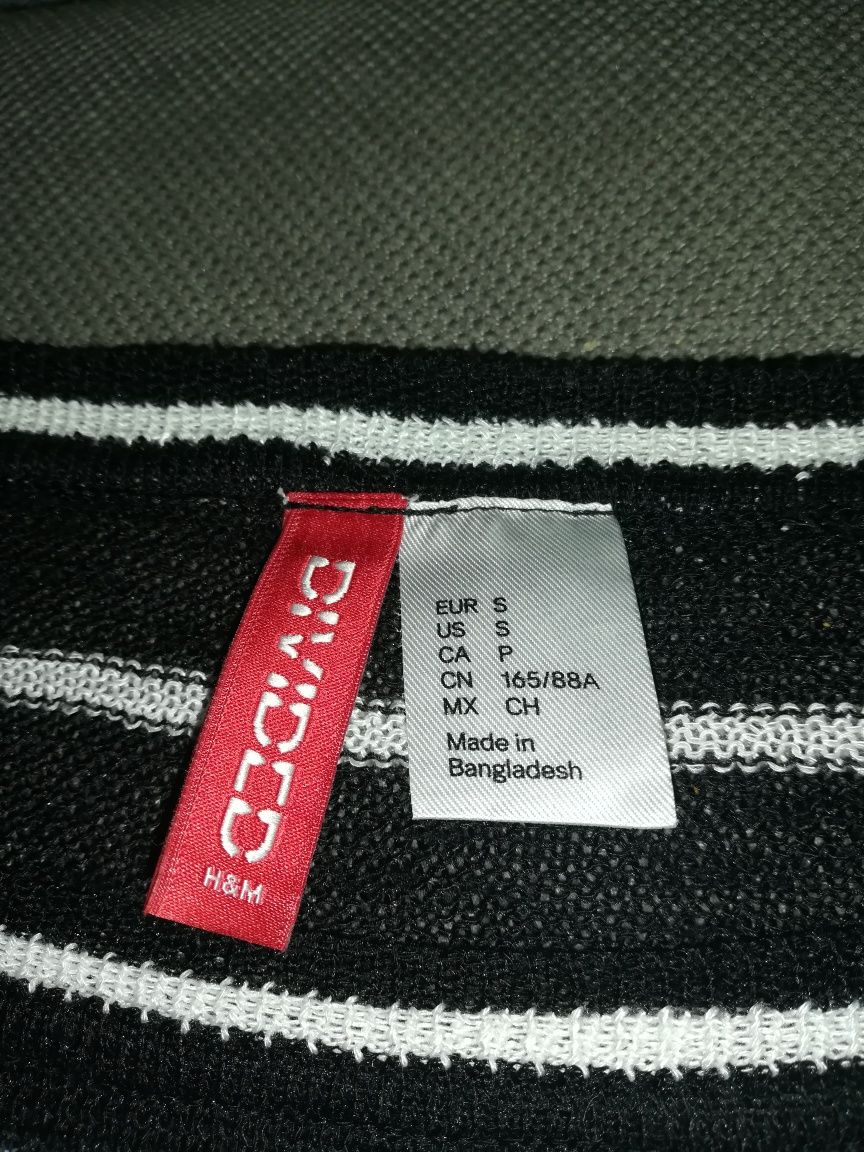 DIVIDED
H&M
EUR S
US S
CA P
CN 165/88A
MX CH
Made in
Bangladesh